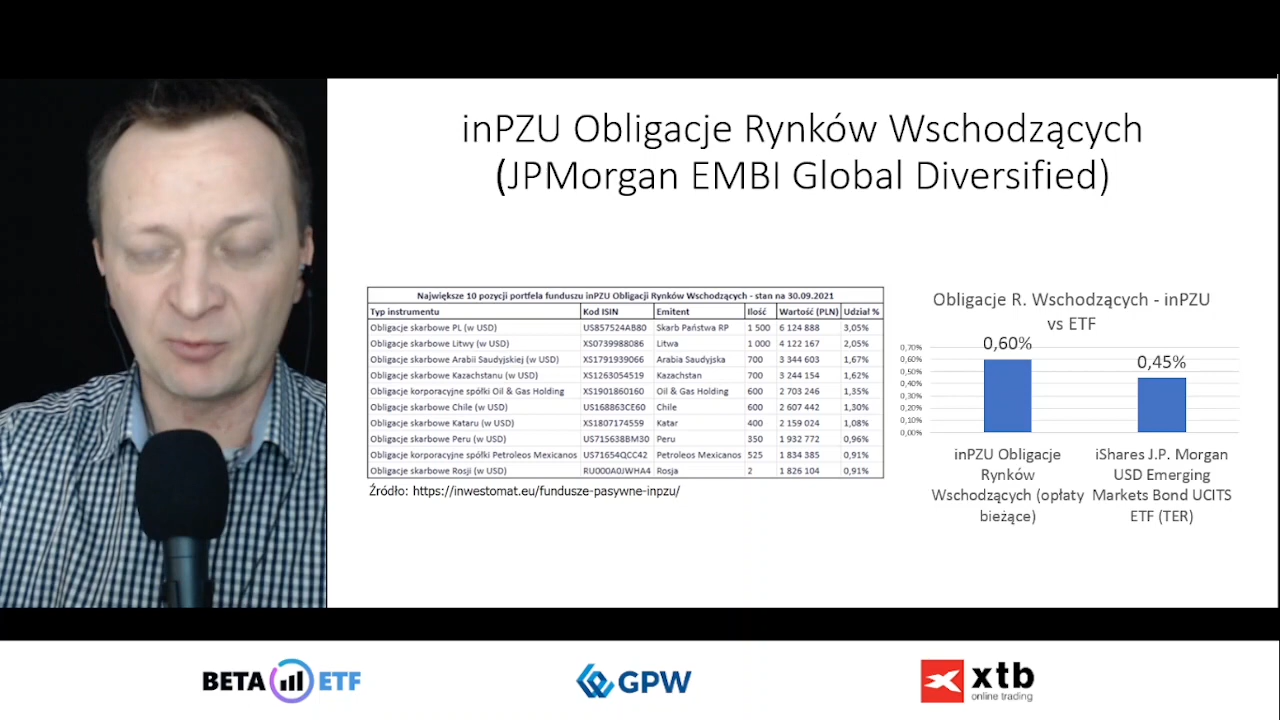 inPZU Obligacje Rynków Wschodzących
(JPMorgan EMBI Global Diversified)
Największe 10 pozycji portfela funduszu inPZU Obligacji Rynków Wschodzących - stan na 30.09.2021
Typ instrumentu Kod ISIN Emitent Ilość Wartość (PLN) Udział %
Obligacje skarbowe PL (w USD) US857524AB80 Skarb Państwa RP 1 500 6 124 888 3,05%
Obligacje skarbowe Litwy (w USD) XS0739988086 Litwa 1 000 4 122 167 2,05%
Obligacje skarbowe Arabii Saudyjskiej (w USD) XS1791939066 Arabia Saudyjska 700 3 344 603 1,67%
Obligacje skarbowe Kazachstanu (w USD) XS1263054519 Kazachstan 700 3 244 154 1,62%
Obligacje korporacyjne spółki Oil & Gas Holding XS1901860160 Oil & Gas Holding 600 2 703 246 1,35%
Obligacje skarbowe Chile (w USD) US168863CE60 Chile 600 2 607 442 1,30%
Obligacje skarbowe Kataru (w USD) XS1807174559 Katar 400 2 159 024 1,08%
Obligacje skarbowe Peru (w USD) US715638BM30 Peru 350 1 932 772 0,96%
Obligacje korporacyjne spółki Petroleos Mexicanos US71654QCC42 Petroleos Mexicanos 525 1 834 385 0,91%
Obligacje skarbowe Rosji (w USD) RU000A0JWHA4 Rosja 2 1 826 104 0,91%
Źródło: https://inwestomat.eu/fundusze-pasywne-inpzu/
Obligacje R. Wschodzących - inPZU
vs ETF
0,70%
0,60%
0,50%
0,40%
0,30%
0,20%
0,10%
0,00%
0,60%
0,45%
inPZU Obligacje
Rynków
Wschodzących (opłaty
bieżące)
iShares J.P. Morgan
USD Emerging
Markets Bond UCITS
ETF (TER)
BETA ETF
GPW
xtb
online trading